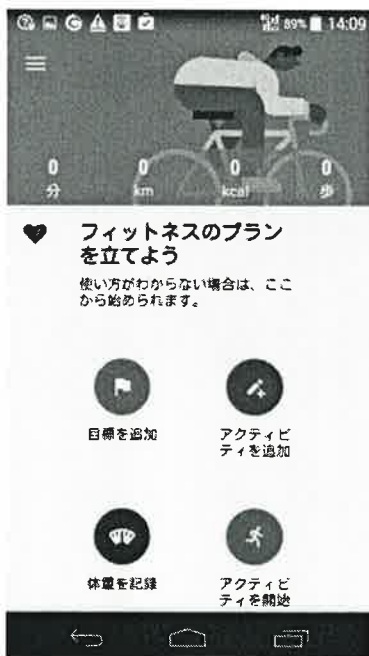 89% 14:09
0 0 0 0
分 km kcal 歩
フィットネスのプラン
を立てよう
使い方がわからない場合は、ここ
から始められます。
目標を追加 アクティビ
ティを追加
体重を記録 アクティビ
ティを開始